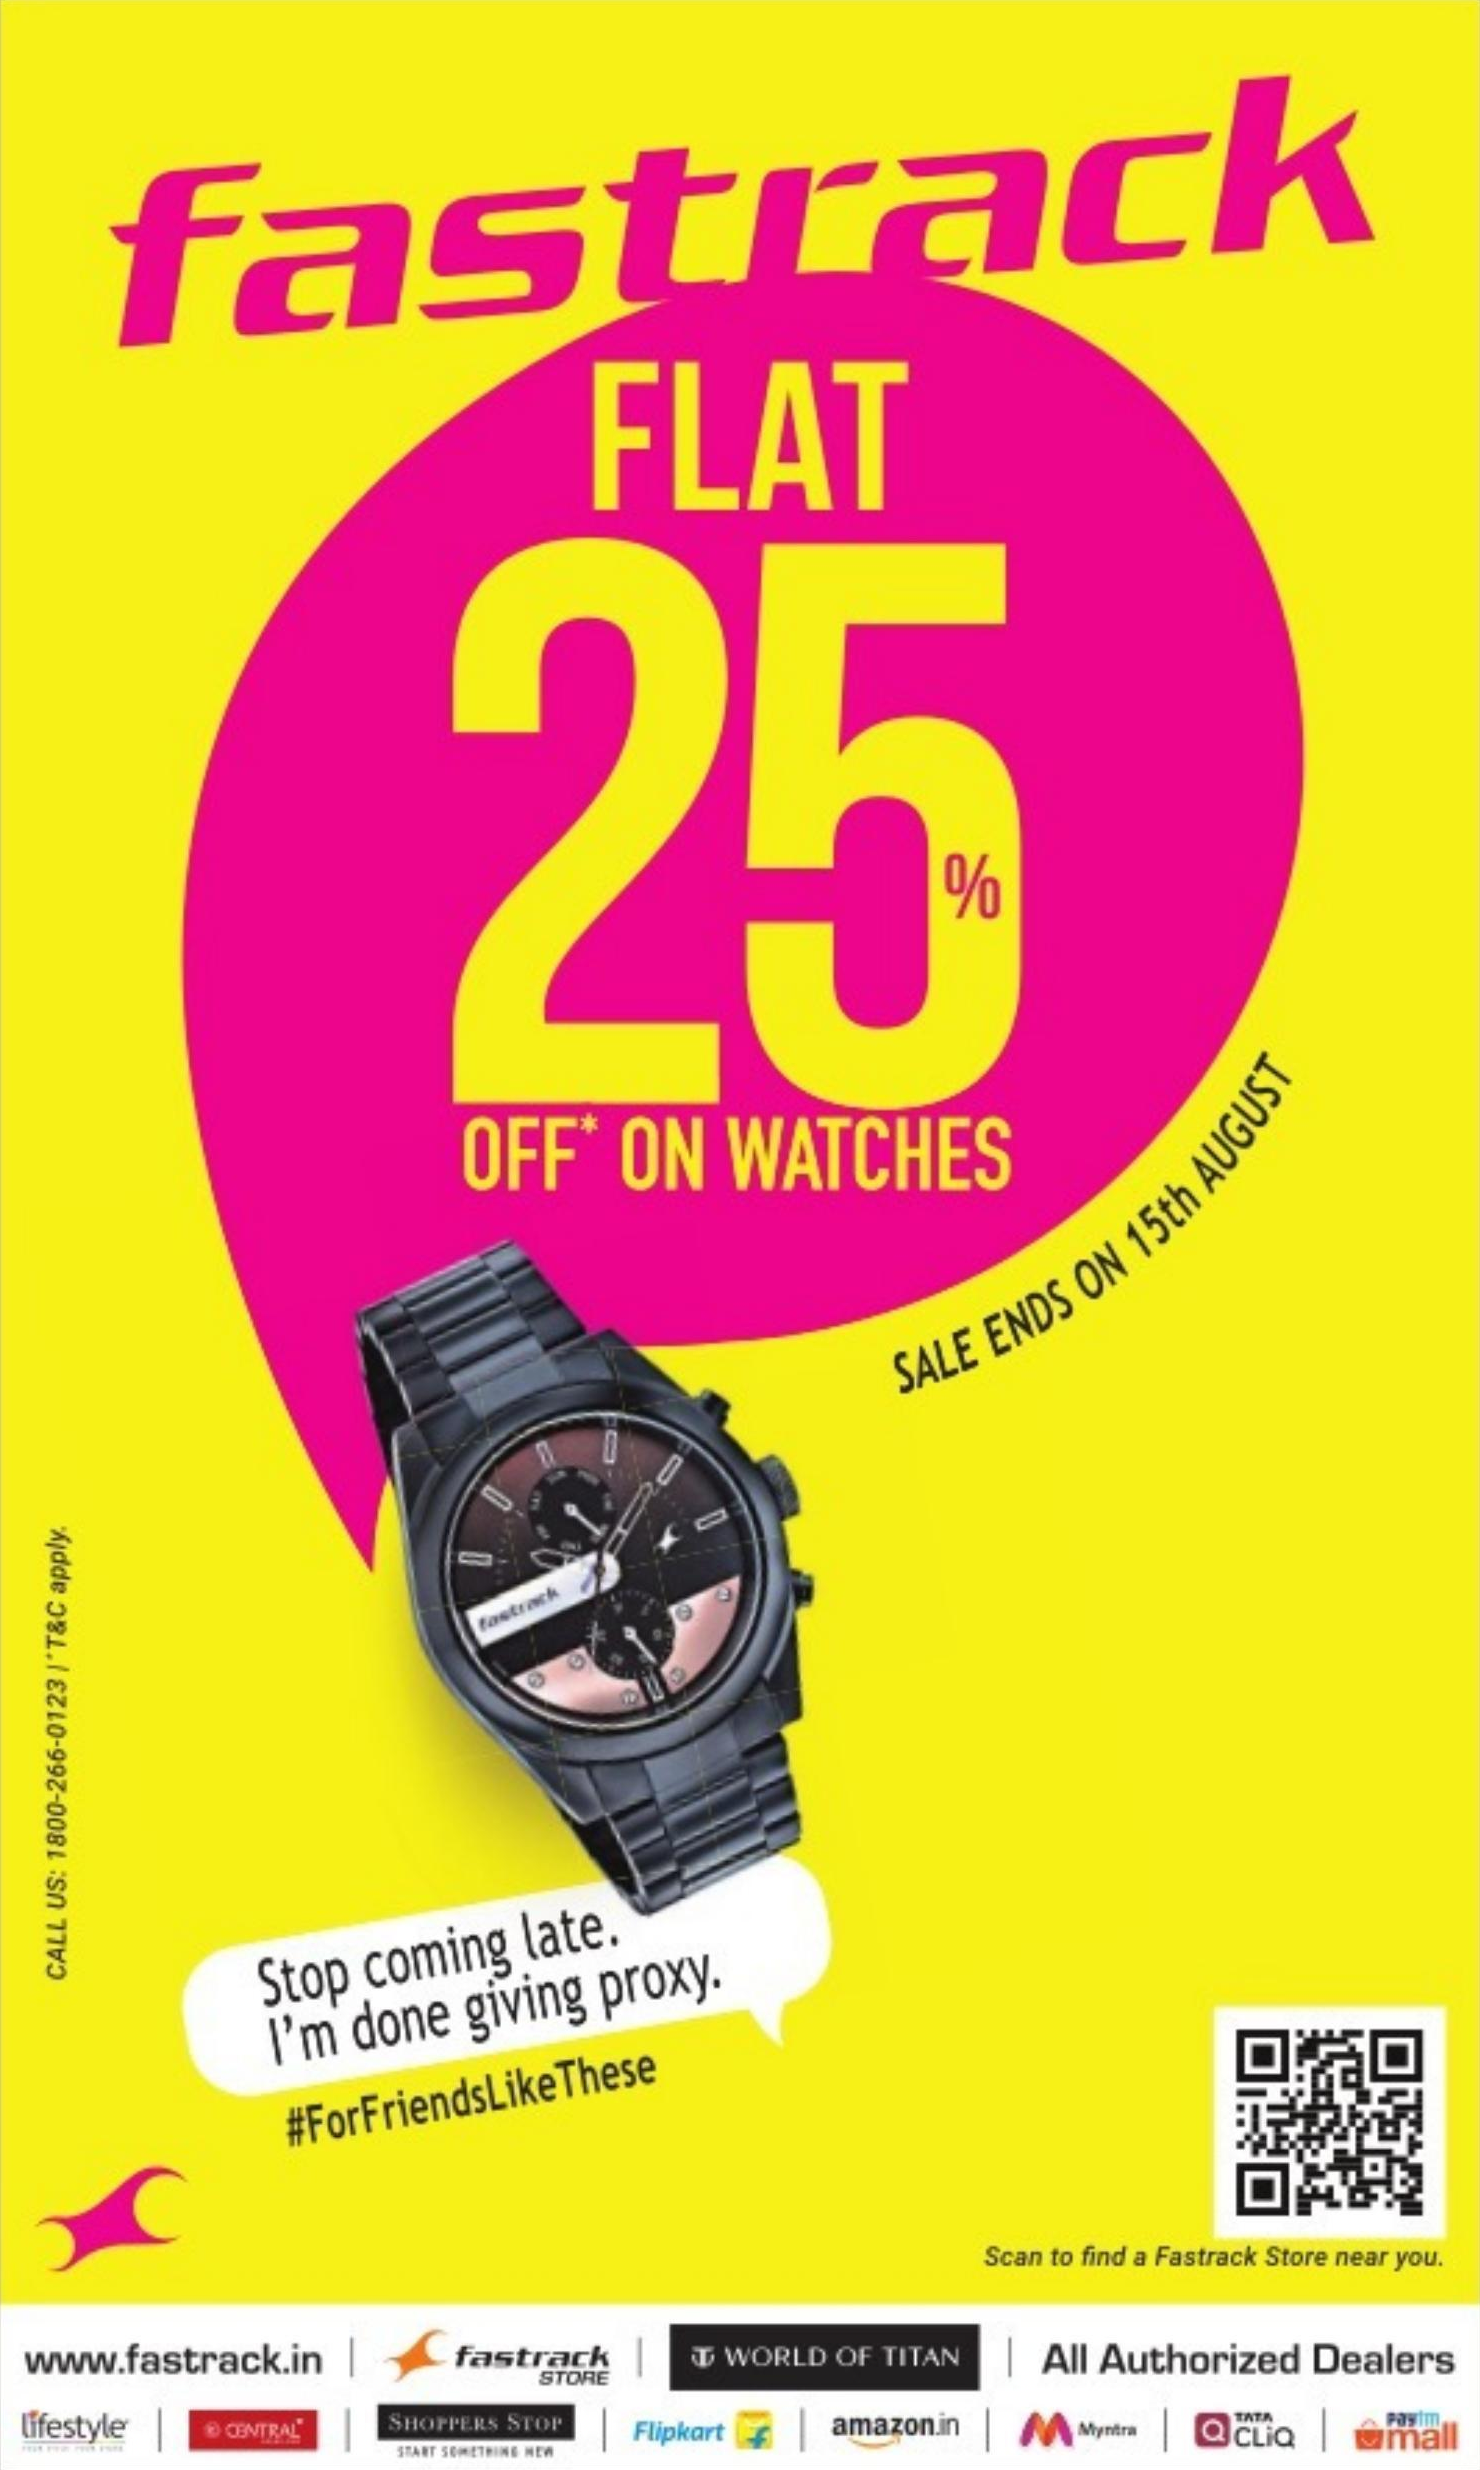 fastrack
FLAT
25%
OFF* ON WATCHES
SALE ENDS ON 15th AUGUST
fastrack
CALL US: 1800-266-0123 / *T&C apply.
Stop coming late.
I'm done giving proxy.
#ForFriendsLikeThese
Scan to find a Fastrack Store near you.
www.fastrack.in
fastrack
STORE
WORLD OF TITAN
All Authorized Dealers
lifestyle
CENTRAL
SHOPPERS STOP
START SOMETHING NEW
Flipkart
amazon.in
Myntra
TATA
CLiQ
paytm
mall